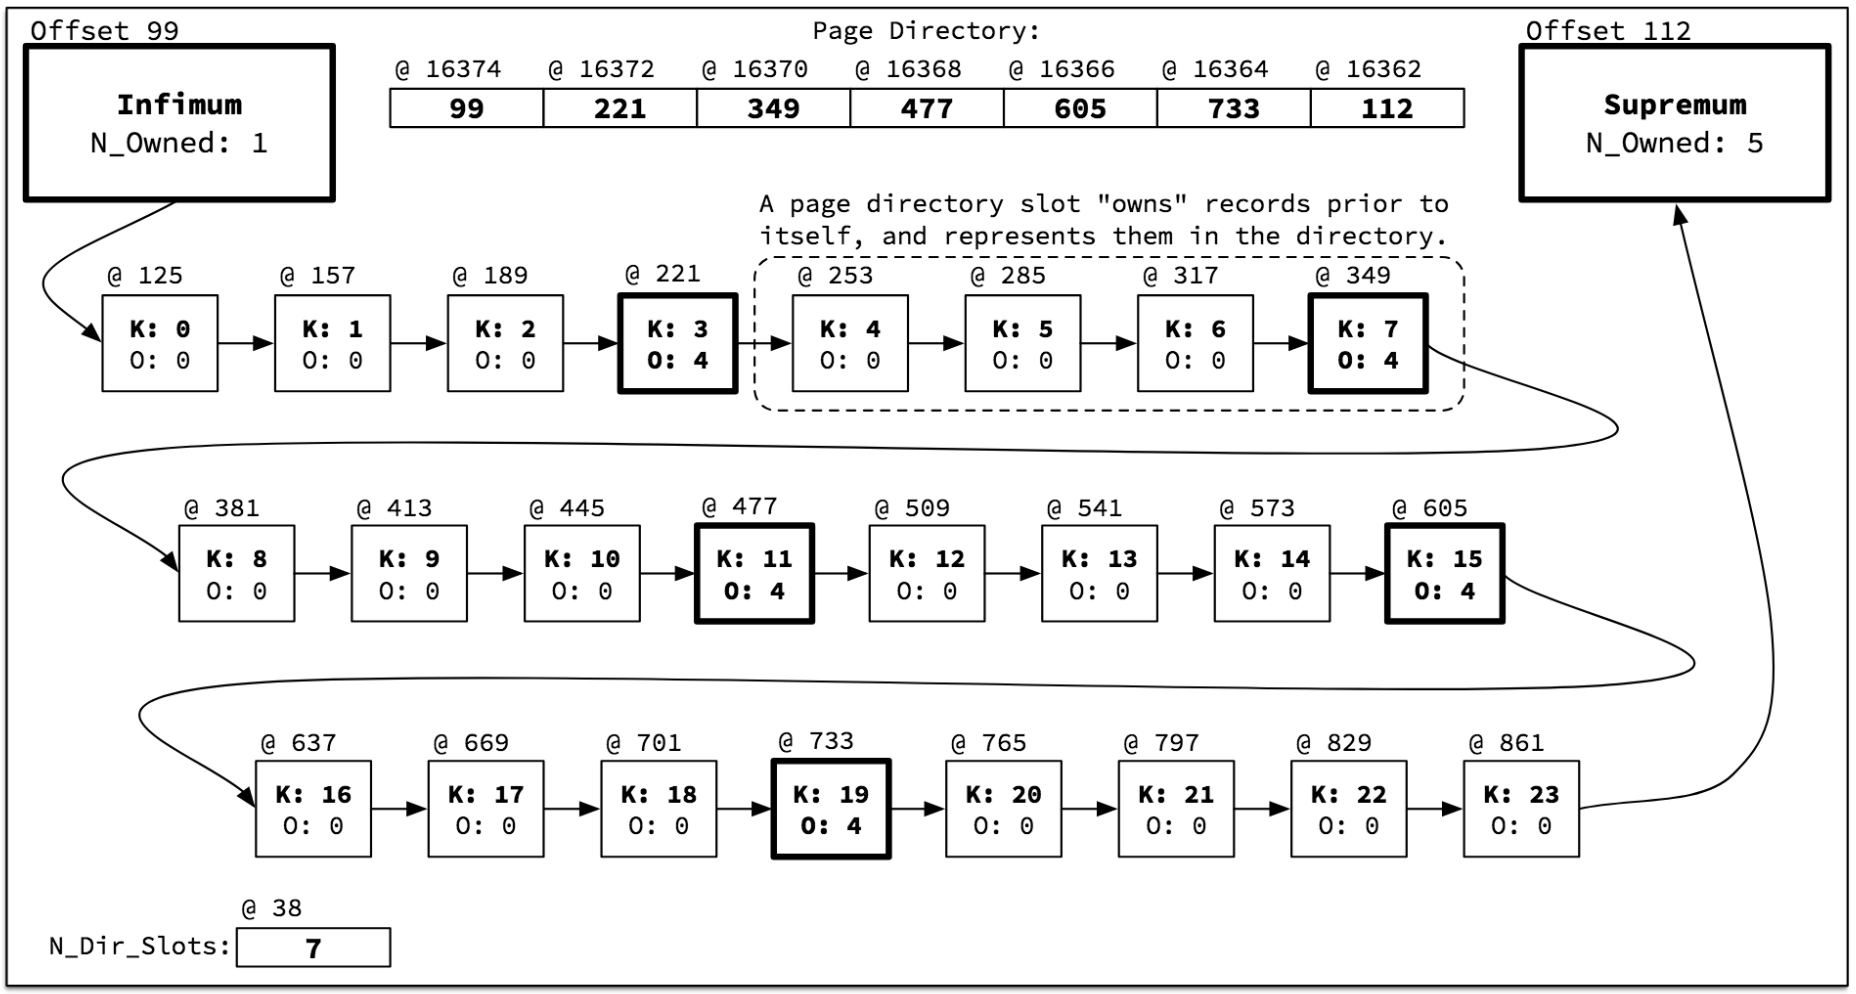 Offset 99
Page Directory:
Offset 112
Infimum
N_Owned: 1
@ 16374 @ 16372 @ 16370 @ 16368 @ 16366 @ 16364 @ 16362
99 221 349 477 605 733 112
Supremum
N_Owned: 5
A page directory slot "owns" records prior to
itself, and represents them in the directory.
@ 125 @ 157 @ 189 @ 221 @ 253 @ 285 @ 317 @ 349
K: 0 K: 1 K: 2 K: 3 K: 4 K: 5 K: 6 K: 7
O: 0 O: 0 O: 0 O: 4 O: 0 O: 0 O: 0 O: 4
@ 381 @ 413 @ 445 @ 477 @ 509 @ 541 @ 573 @ 605
K: 8 K: 9 K: 10 K: 11 K: 12 K: 13 K: 14 K: 15
O: 0 O: 0 O: 0 O: 4 O: 0 O: 0 O: 0 O: 4
@ 637 @ 669 @ 701 @ 733 @ 765 @ 797 @ 829 @ 861
K: 16 K: 17 K: 18 K: 19 K: 20 K: 21 K: 22 K: 23
O: 0 O: 0 O: 0 O: 4 O: 0 O: 0 O: 0 O: 0
@ 38
N_Dir_Slots: 7